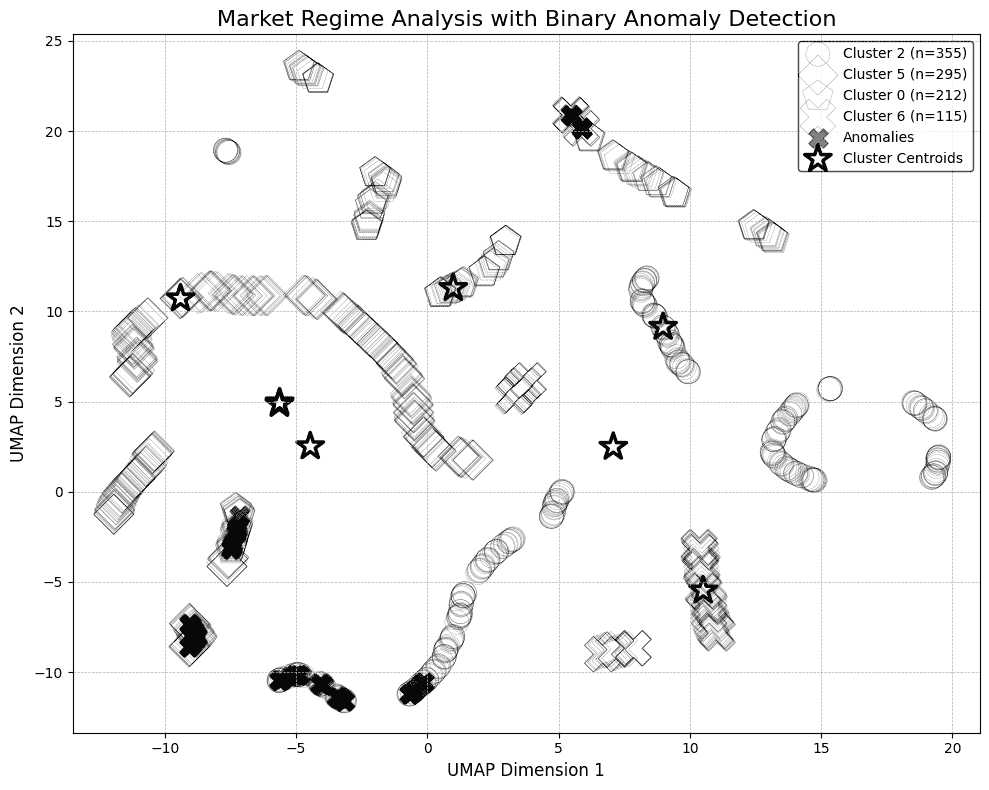 Market Regime Analysis with Binary Anomaly Detection
25
20
15
10
5
0
−5
−10
UMAP Dimension 2
Cluster 2 (n=355)
Cluster 5 (n=295)
Cluster 0 (n=212)
Cluster 6 (n=115)
Anomalies
Cluster Centroids
−10
−5
0
5
10
15
20
UMAP Dimension 1